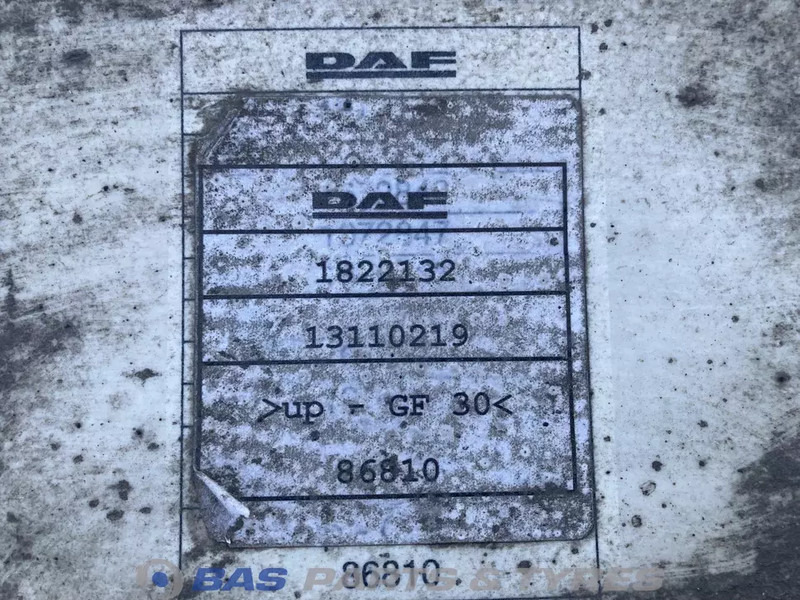 DAF
DAF
1822132
13110219
>up - GF 30<
86810
86810
BAS PARTS & TYRES